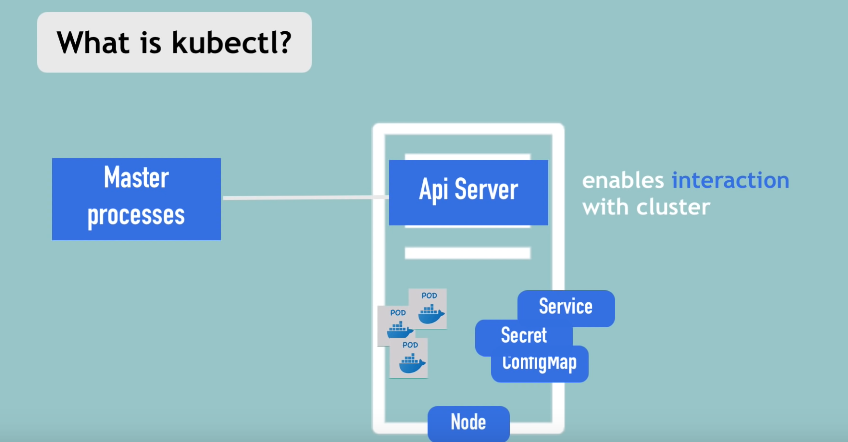 What is kubectl?
Master
processes
Api Server
enables interaction
with cluster
POD
POD
POD
Service
Secret
ConfigMap
Node